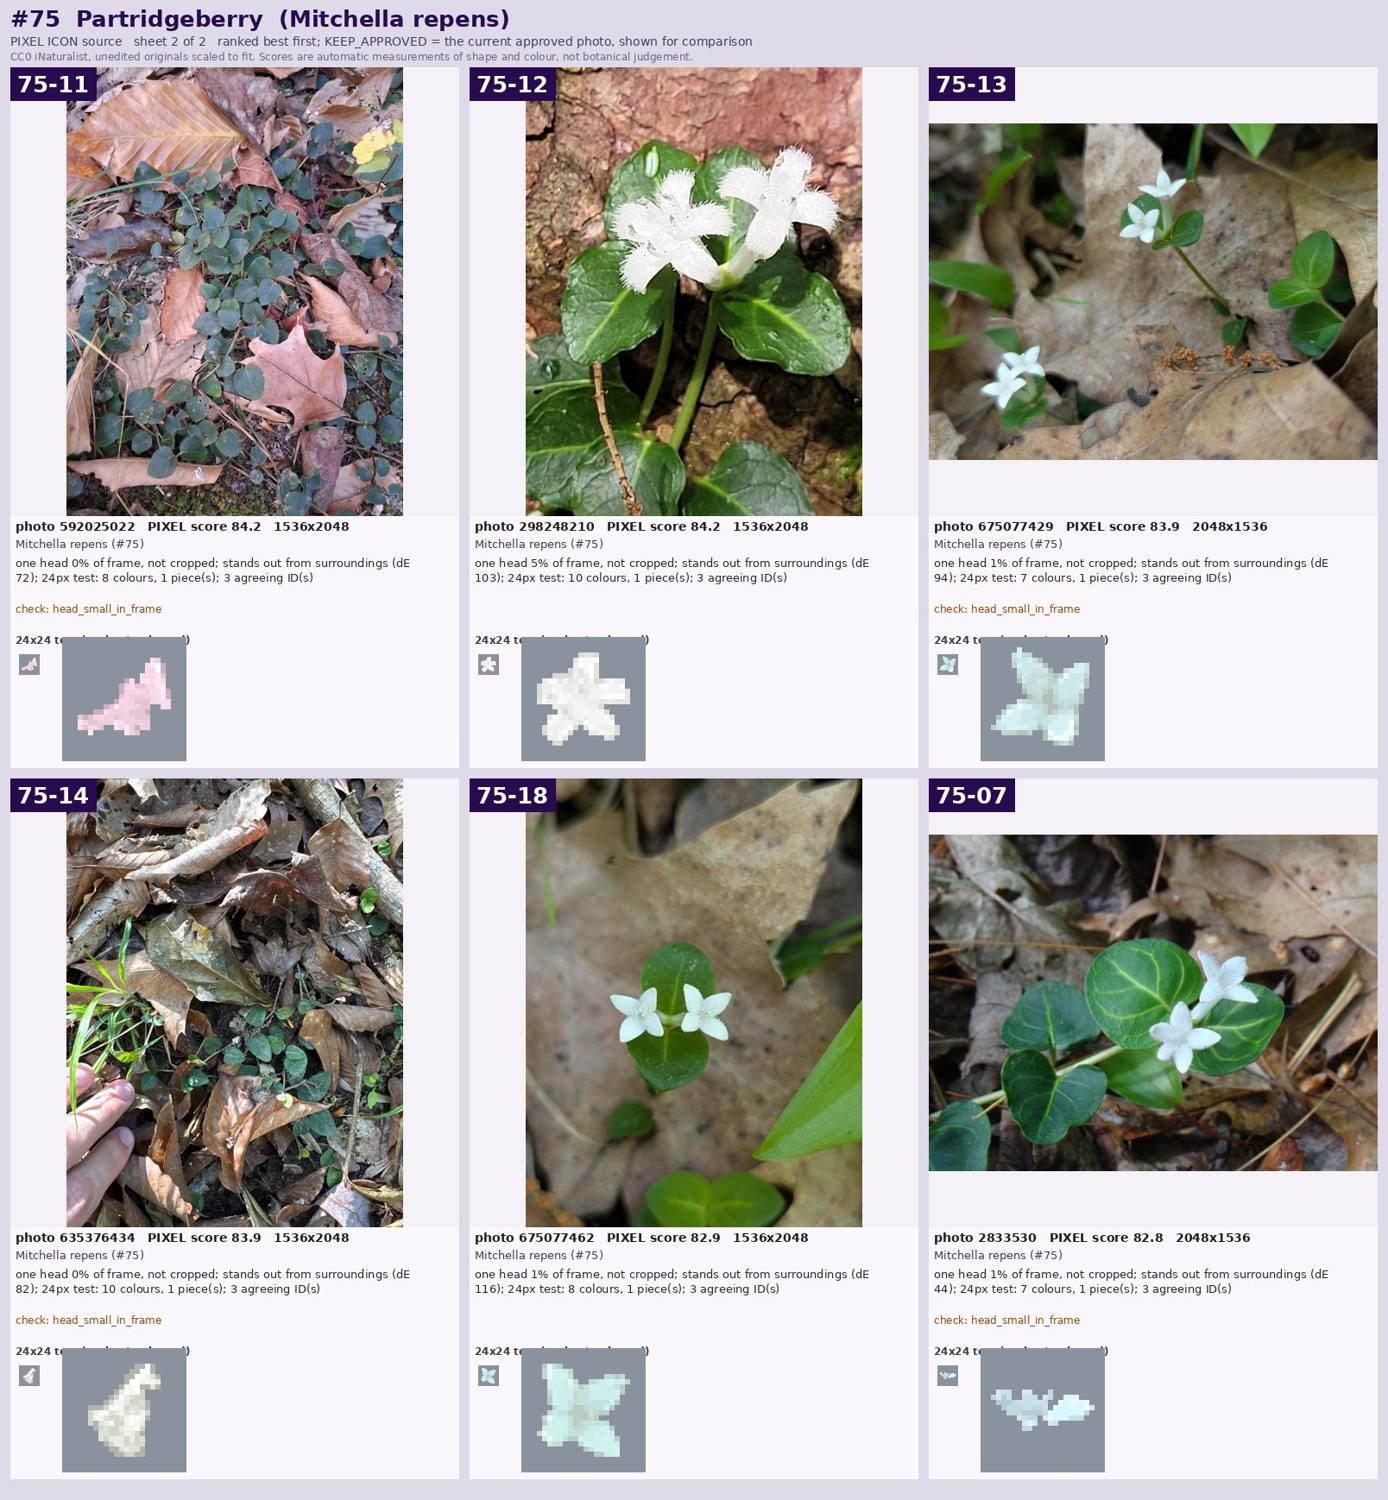 #75 Partridgeberry (Mitchella repens)
PIXEL ICON source sheet 2 of 2 ranked best first; KEEP_APPROVED = the current approved photo, shown for comparison
CC0 iNaturalist, unedited originals scaled to fit. Scores are automatic measurements of shape and colour, not botanical judgement.
75-11
75-12
75-13
photo 592025022 PIXEL score 84.2 1536x2048
Mitchella repens (#75)
one head 0% of frame, not cropped; stands out from surroundings (dE
72); 24px test: 8 colours, 1 piece(s); 3 agreeing ID(s)
check: head_small_in_frame
24x24
photo 298248210 PIXEL score 84.2 1536x2048
Mitchella repens (#75)
one head 5% of frame, not cropped; stands out from surroundings (dE
103); 24px test: 10 colours, 1 piece(s); 3 agreeing ID(s)
24x24
photo 675077429 PIXEL score 83.9 2048x1536
Mitchella repens (#75)
one head 1% of frame, not cropped; stands out from surroundings (dE
94); 24px test: 7 colours, 1 piece(s); 3 agreeing ID(s)
check: head_small_in_frame
24x24
75-14
75-18
75-07
photo 635376434 PIXEL score 83.9 1536x2048
Mitchella repens (#75)
one head 0% of frame, not cropped; stands out from surroundings (dE
82); 24px test: 10 colours, 1 piece(s); 3 agreeing ID(s)
check: head_small_in_frame
24x24
photo 675077462 PIXEL score 82.9 1536x2048
Mitchella repens (#75)
one head 1% of frame, not cropped; stands out from surroundings (dE
116); 24px test: 8 colours, 1 piece(s); 3 agreeing ID(s)
24x24
photo 2833530 PIXEL score 82.8 2048x1536
Mitchella repens (#75)
one head 1% of frame, not cropped; stands out from surroundings (dE
44); 24px test: 7 colours, 1 piece(s); 3 agreeing ID(s)
check: head_small_in_frame
24x24